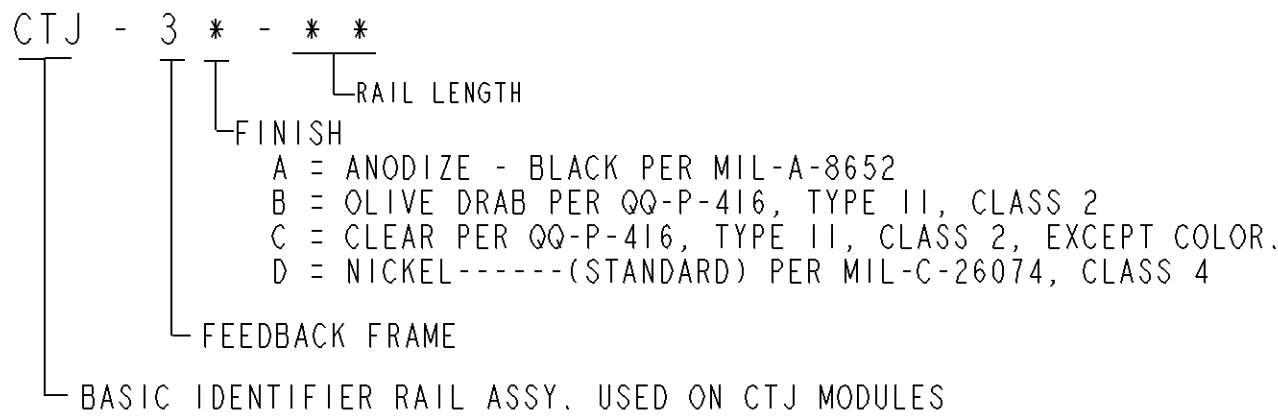 CTJ - 3 * - * *
RAIL LENGTH
FINISH
A = ANODIZE - BLACK PER MIL-A-8652
B = OLIVE DRAB PER QQ-P-416, TYPE II, CLASS 2
C = CLEAR PER QQ-P-416, TYPE II, CLASS 2, EXCEPT COLOR.
D = NICKEL------(STANDARD) PER MIL-C-26074, CLASS 4
FEEDBACK FRAME
BASIC IDENTIFIER RAIL ASSY. USED ON CTJ MODULES